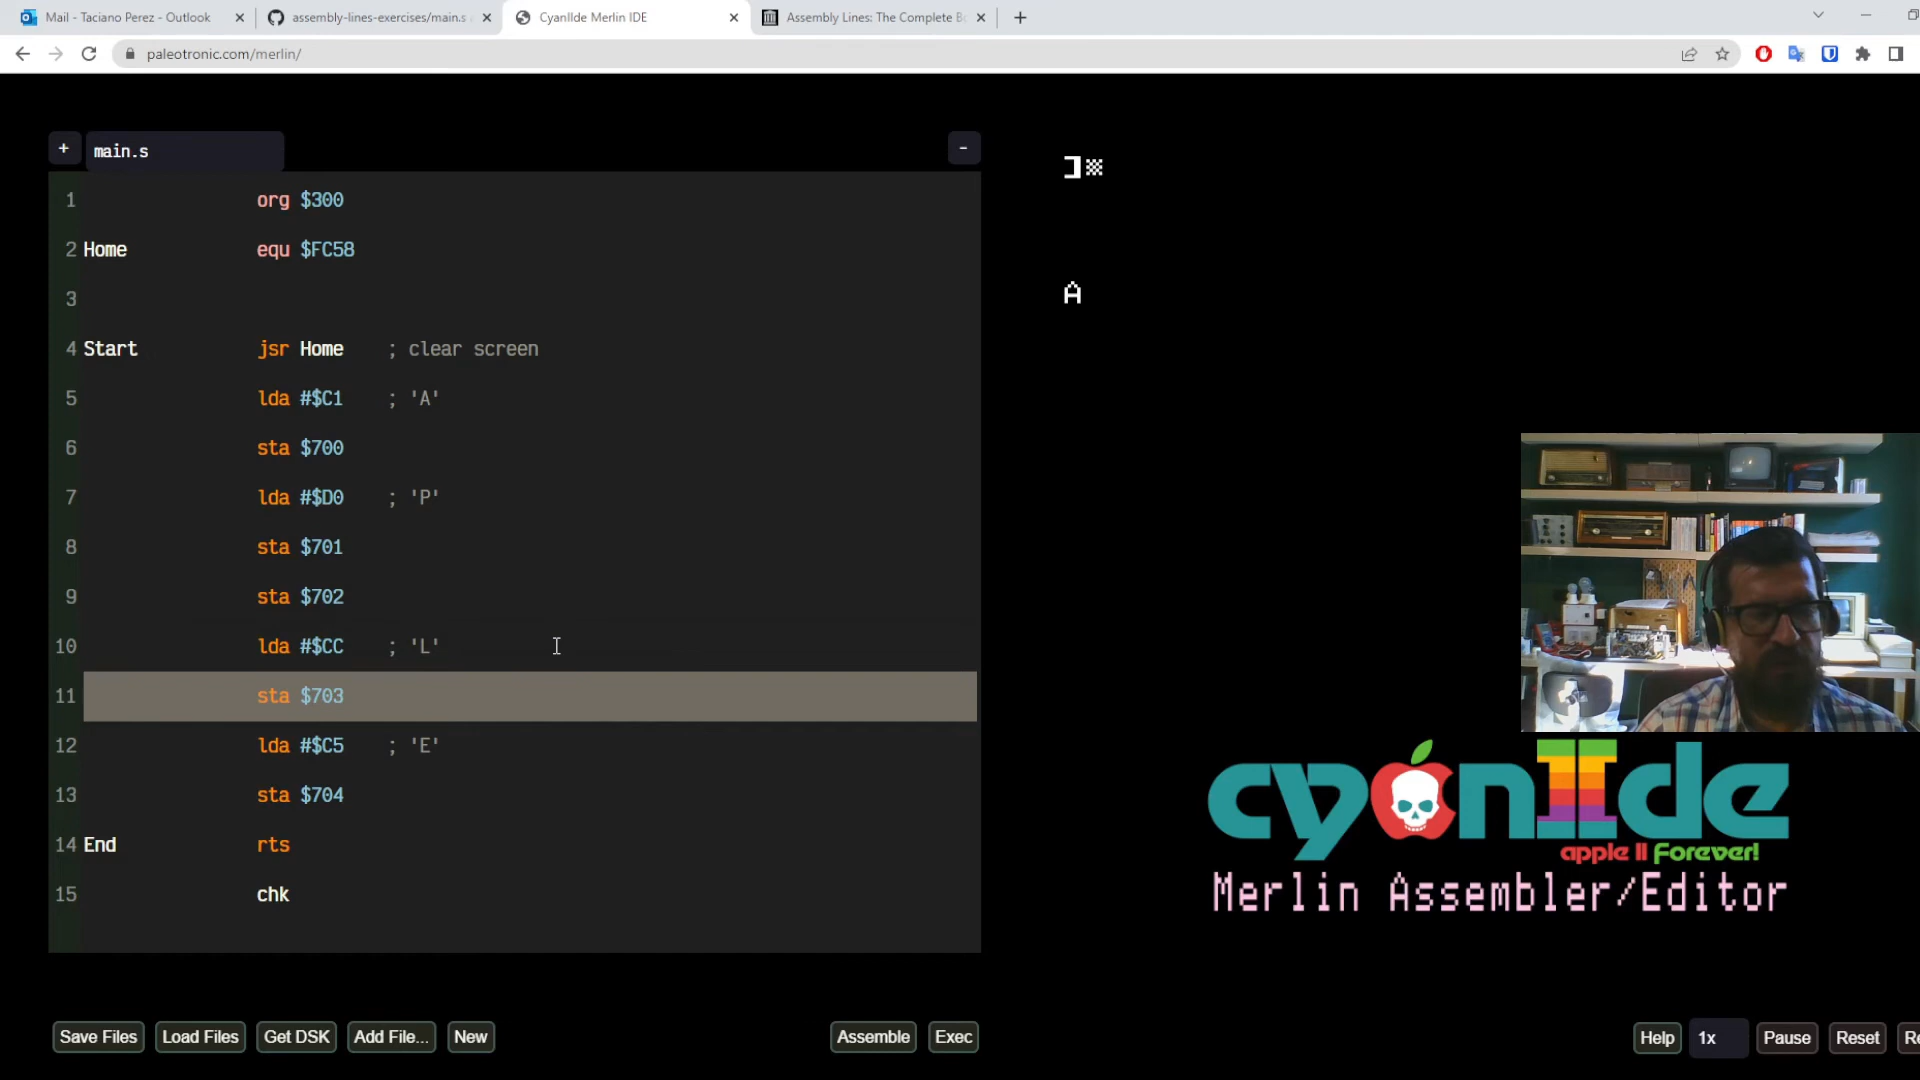 Mail - Taciano Perez - Outlook
assembly-lines-exercises/main.s
CyanIIde Merlin IDE
Assembly Lines: The Complete Bo
paleotronic.com/merlin/
+ main.s -
1 org $300
2 Home equ $FC58
3
4 Start jsr Home ; clear screen
5 lda #$C1 ; 'A'
6 sta $700
7 lda #$D0 ; 'P'
8 sta $701
9 sta $702
10 lda #$CC ; 'L'
11 sta $703
12 lda #$C5 ; 'E'
13 sta $704
14 End rts
15 chk
]
A
cyanIIde
apple II Forever!
Merlin Assembler/Editor
Save Files Load Files Get DSK Add File... New Assemble Exec Help 1x Pause Reset Re